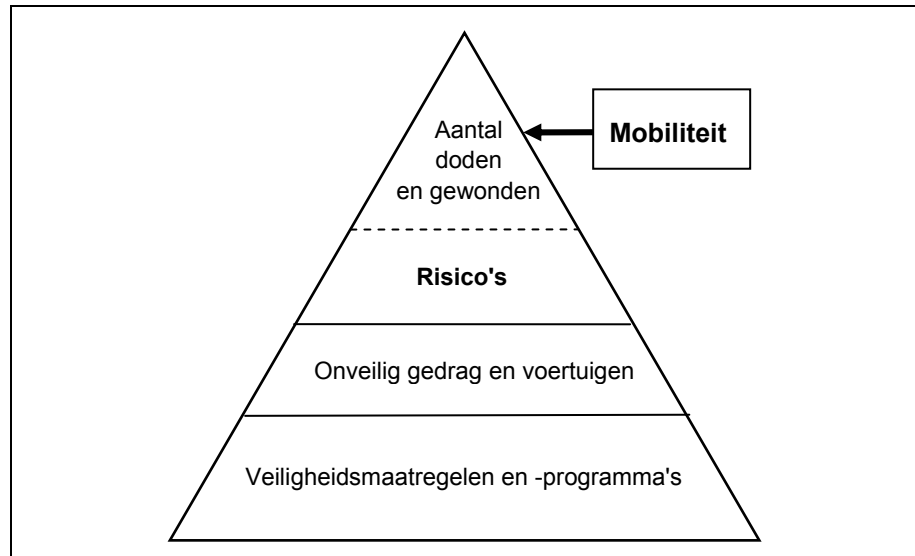 Aantal
doden
en gewonden
Mobiliteit
Risico's
Onveilig gedrag en voertuigen
Veiligheidsmaatregelen en -programma's